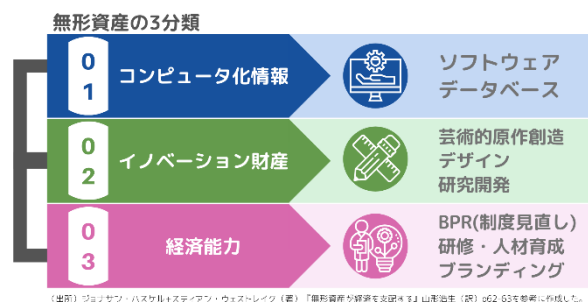 無形資産の3分類
01
コンピュータ化情報
ソフトウェア
データベース
02
イノベーション財産
芸術的原作創造
デザイン
研究開発
03
経済能力
BPR(制度見直し)
研修・人材育成
ブランディング
（出所）ジョナサン・ハスケル+スティアン・ウェストレイク（著）『無形資産が経済を支配する』山形浩生（訳）p62-63を参考に作成した。